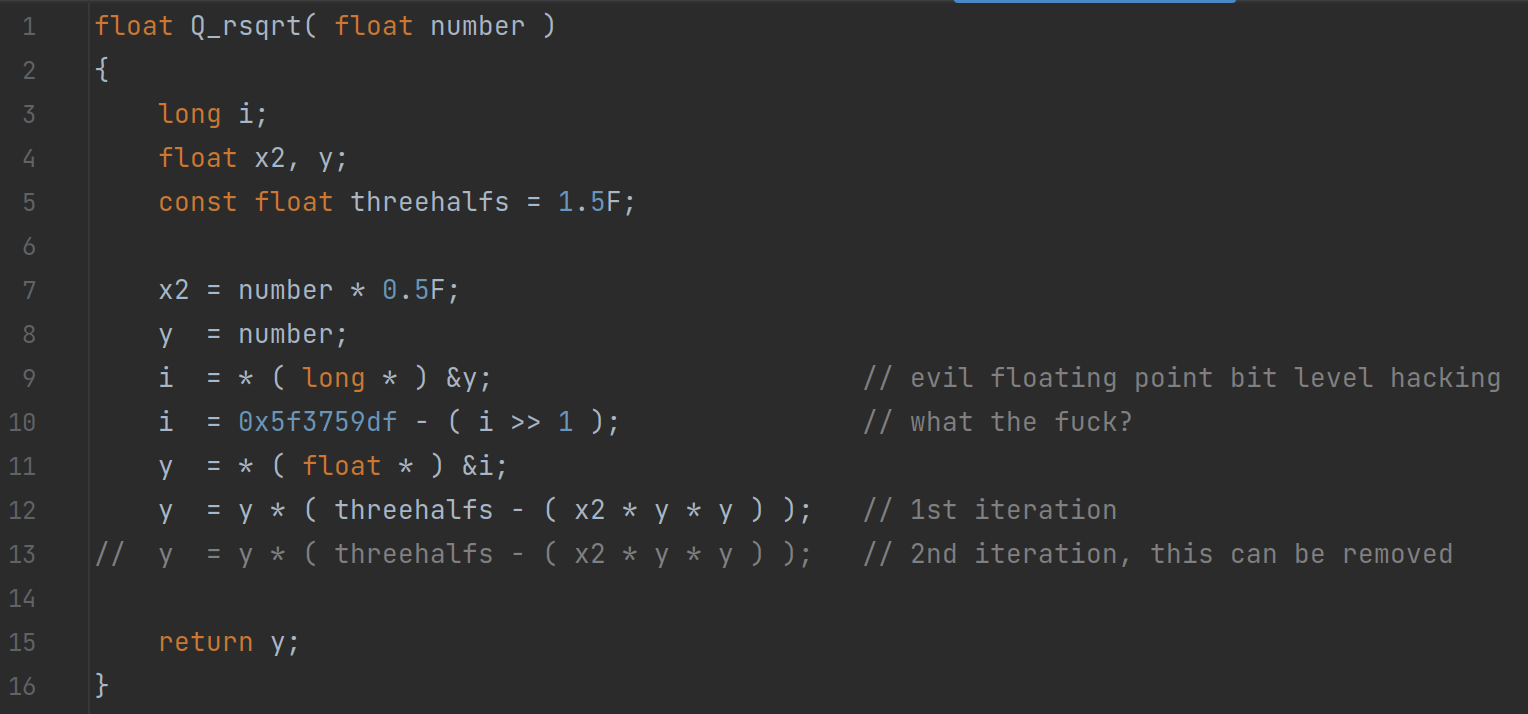 1 float Q_rsqrt( float number )
2 {
3     long i;
4     float x2, y;
5     const float threehalfs = 1.5F;
6
7     x2 = number * 0.5F;
8     y  = number;
9     i  = * ( long * ) &y;                       // evil floating point bit level hacking
10     i  = 0x5f3759df - ( i >> 1 );               // what the fuck?
11     y  = * ( float * ) &i;
12     y  = y * ( threehalfs - ( x2 * y * y ) );   // 1st iteration
13 //  y  = y * ( threehalfs - ( x2 * y * y ) );   // 2nd iteration, this can be removed
14
15     return y;
16 }